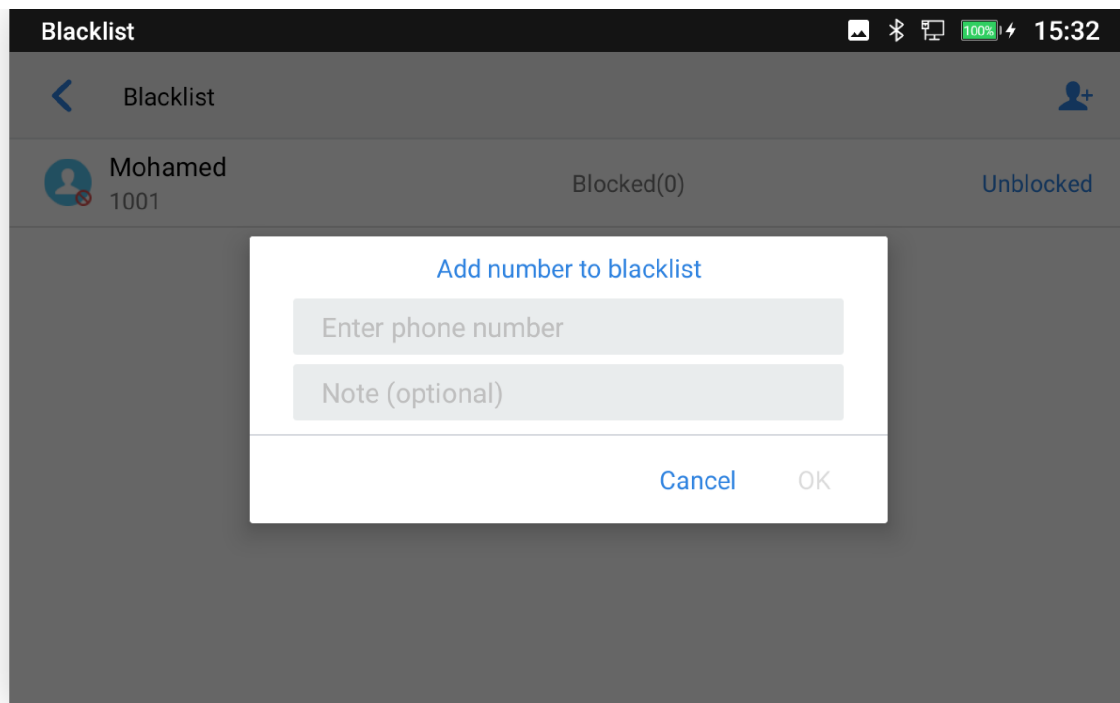 Blacklist 100% 15:32
Blacklist
Mohamed
1001
Blocked(0)
Unblocked
Add number to blacklist
Enter phone number
Note (optional)
Cancel OK